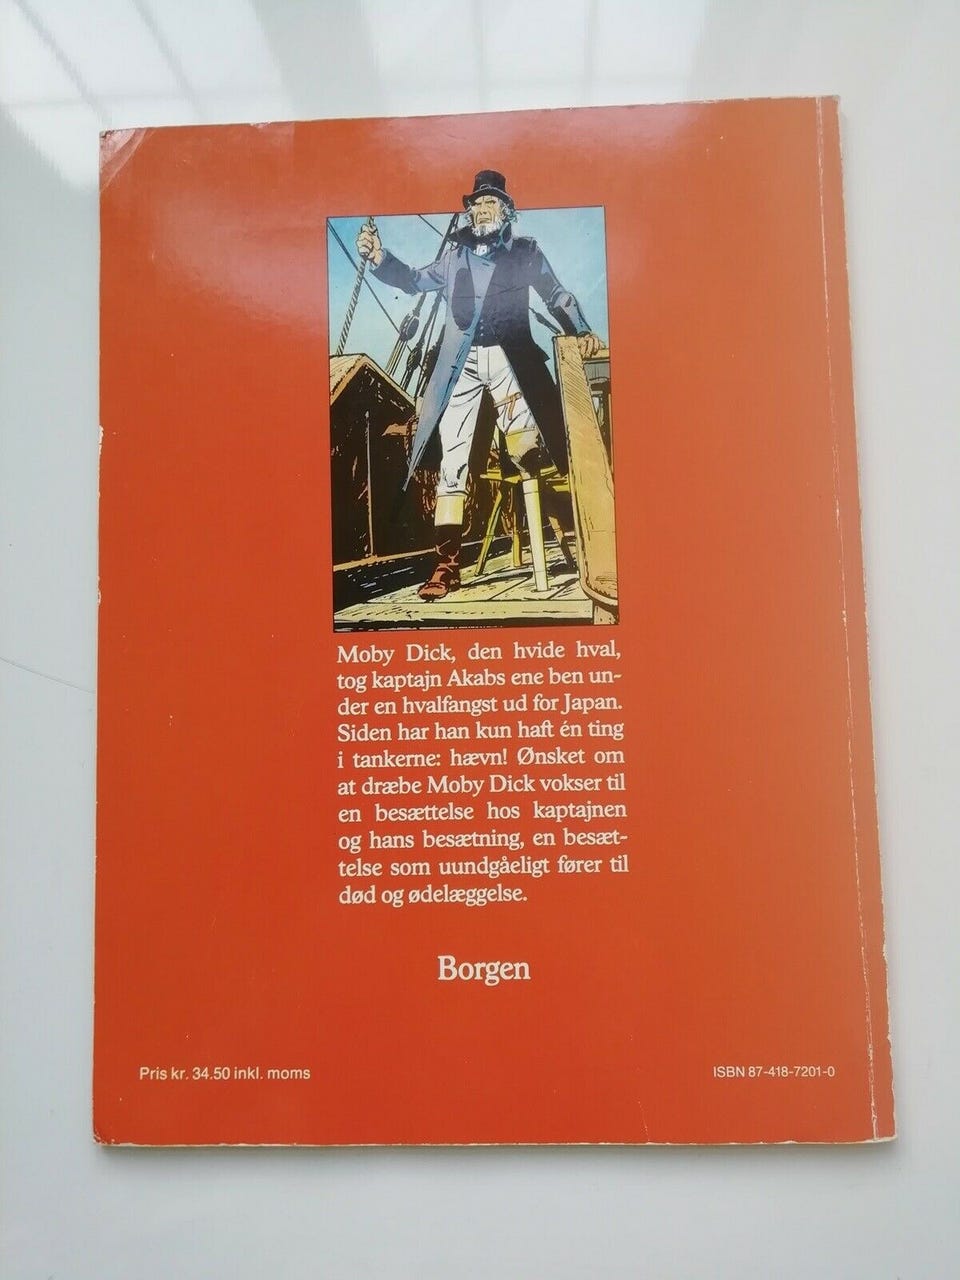 Moby Dick, den hvide hval,
tog kaptajn Akabs ene ben un-
der en hvalfangst ud for Japan.
Siden har han kun haft én ting
i tankerne: hævn! Ønsket om
at dræbe Moby Dick vokser til
en besættelse hos kaptajnen
og hans besætning, en besæt-
telse som uundgåeligt fører til
død og ødelæggelse.
Borgen
Pris kr. 34.50 inkl. moms
ISBN 87-418-7201-0